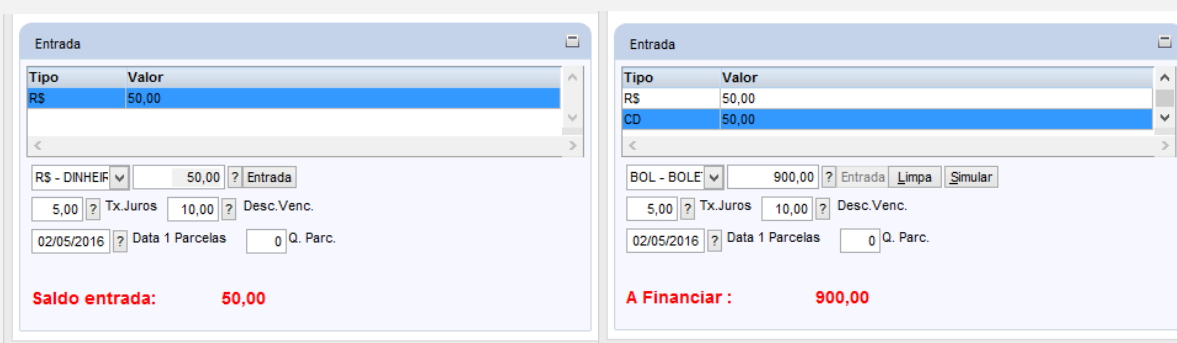 Entrada
Tipo Valor
R$ 50,00
R$ - DINHEIF 50,00 ? Entrada
5,00 ? Tx.Juros 10,00 ? Desc.Venc.
02/05/2016 ? Data 1 Parcelas 0 Q. Parc.
Saldo entrada: 50,00
Entrada
Tipo Valor
R$ 50,00
CD 50,00
BOL - BOLE 900,00 ? Entrada Limpa Simular
5,00 ? Tx.Juros 10,00 ? Desc.Venc.
02/05/2016 ? Data 1 Parcelas 0 Q. Parc.
A Financiar : 900,00